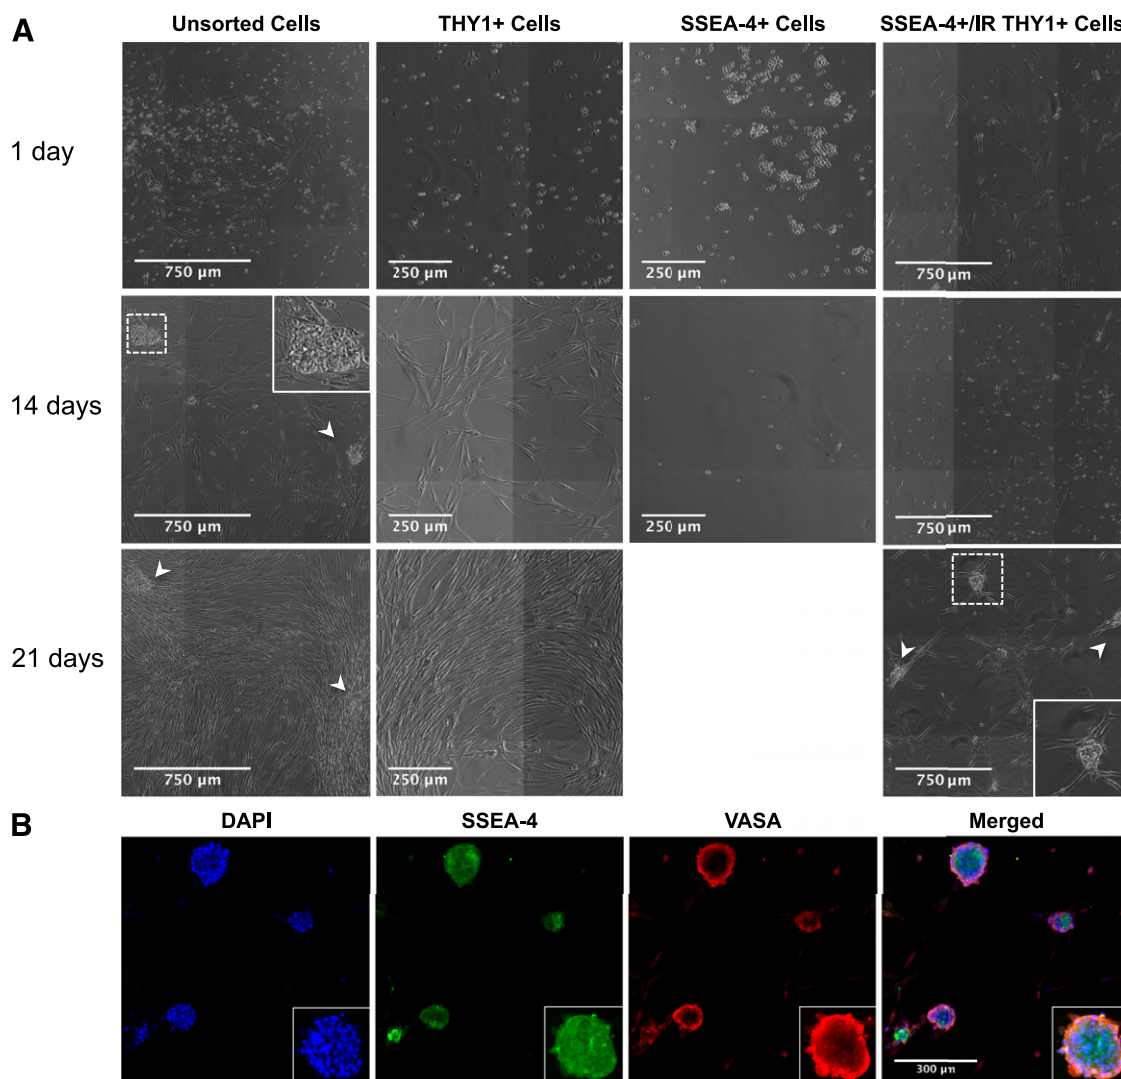 A
Unsorted Cells
THY1+ Cells
SSEA-4+ Cells
SSEA-4+/IR THY1+ Cells
1 day
750 µm
250 µm
250 µm
750 µm
14 days
750 µm
250 µm
250 µm
750 µm
21 days
750 µm
250 µm
750 µm
B
DAPI
SSEA-4
VASA
Merged
300 µm